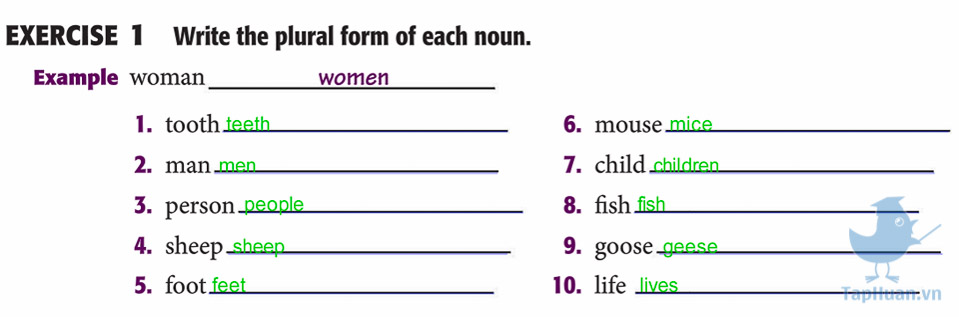 EXERCISE 1 Write the plural form of each noun.
Example woman women
1. tooth teeth
2. man men
3. person people
4. sheep sheep
5. foot feet
6. mouse mice
7. child children
8. fish fish
9. goose geese
10. life lives
TapHuan.vn